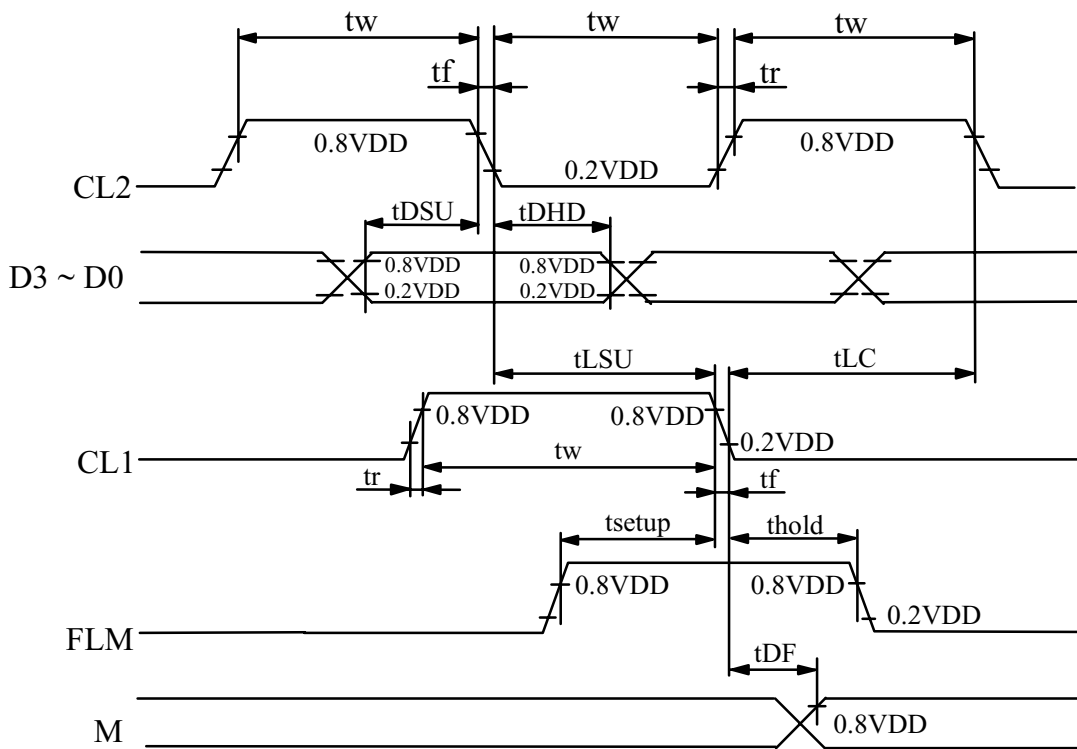 tw tw tw
tf tr
0.8VDD 0.2VDD 0.8VDD
CL2
tDSU tDHD
D3 ~ D0
0.8VDD 0.8VDD
0.2VDD 0.2VDD
tLSU tLC
0.8VDD 0.8VDD
0.2VDD
CL1
tw
tr tf
tsetup thold
0.8VDD 0.8VDD
0.2VDD
FLM
tDF
0.8VDD
M